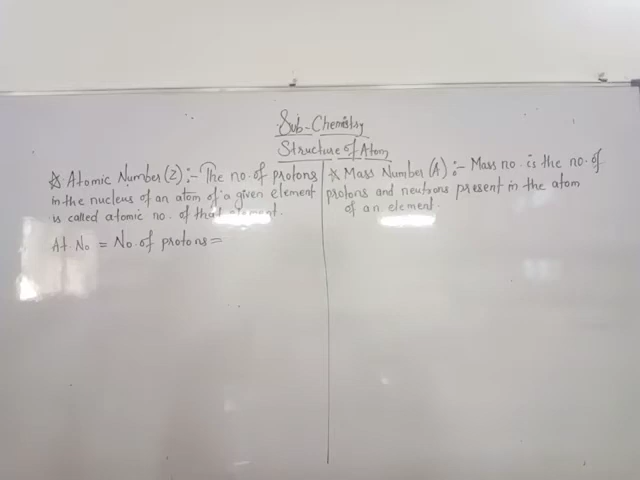 Sub-Chemistry
Structure of Atom
☆ Atomic Number (Z) :- The no. of protons
in the nucleus of an atom of a given element
is called atomic no. of that element.
At. No = No. of protons =
☆ Mass Number (A) :- Mass no. is the no. of
protons and neutrons present in the atom
of an element.